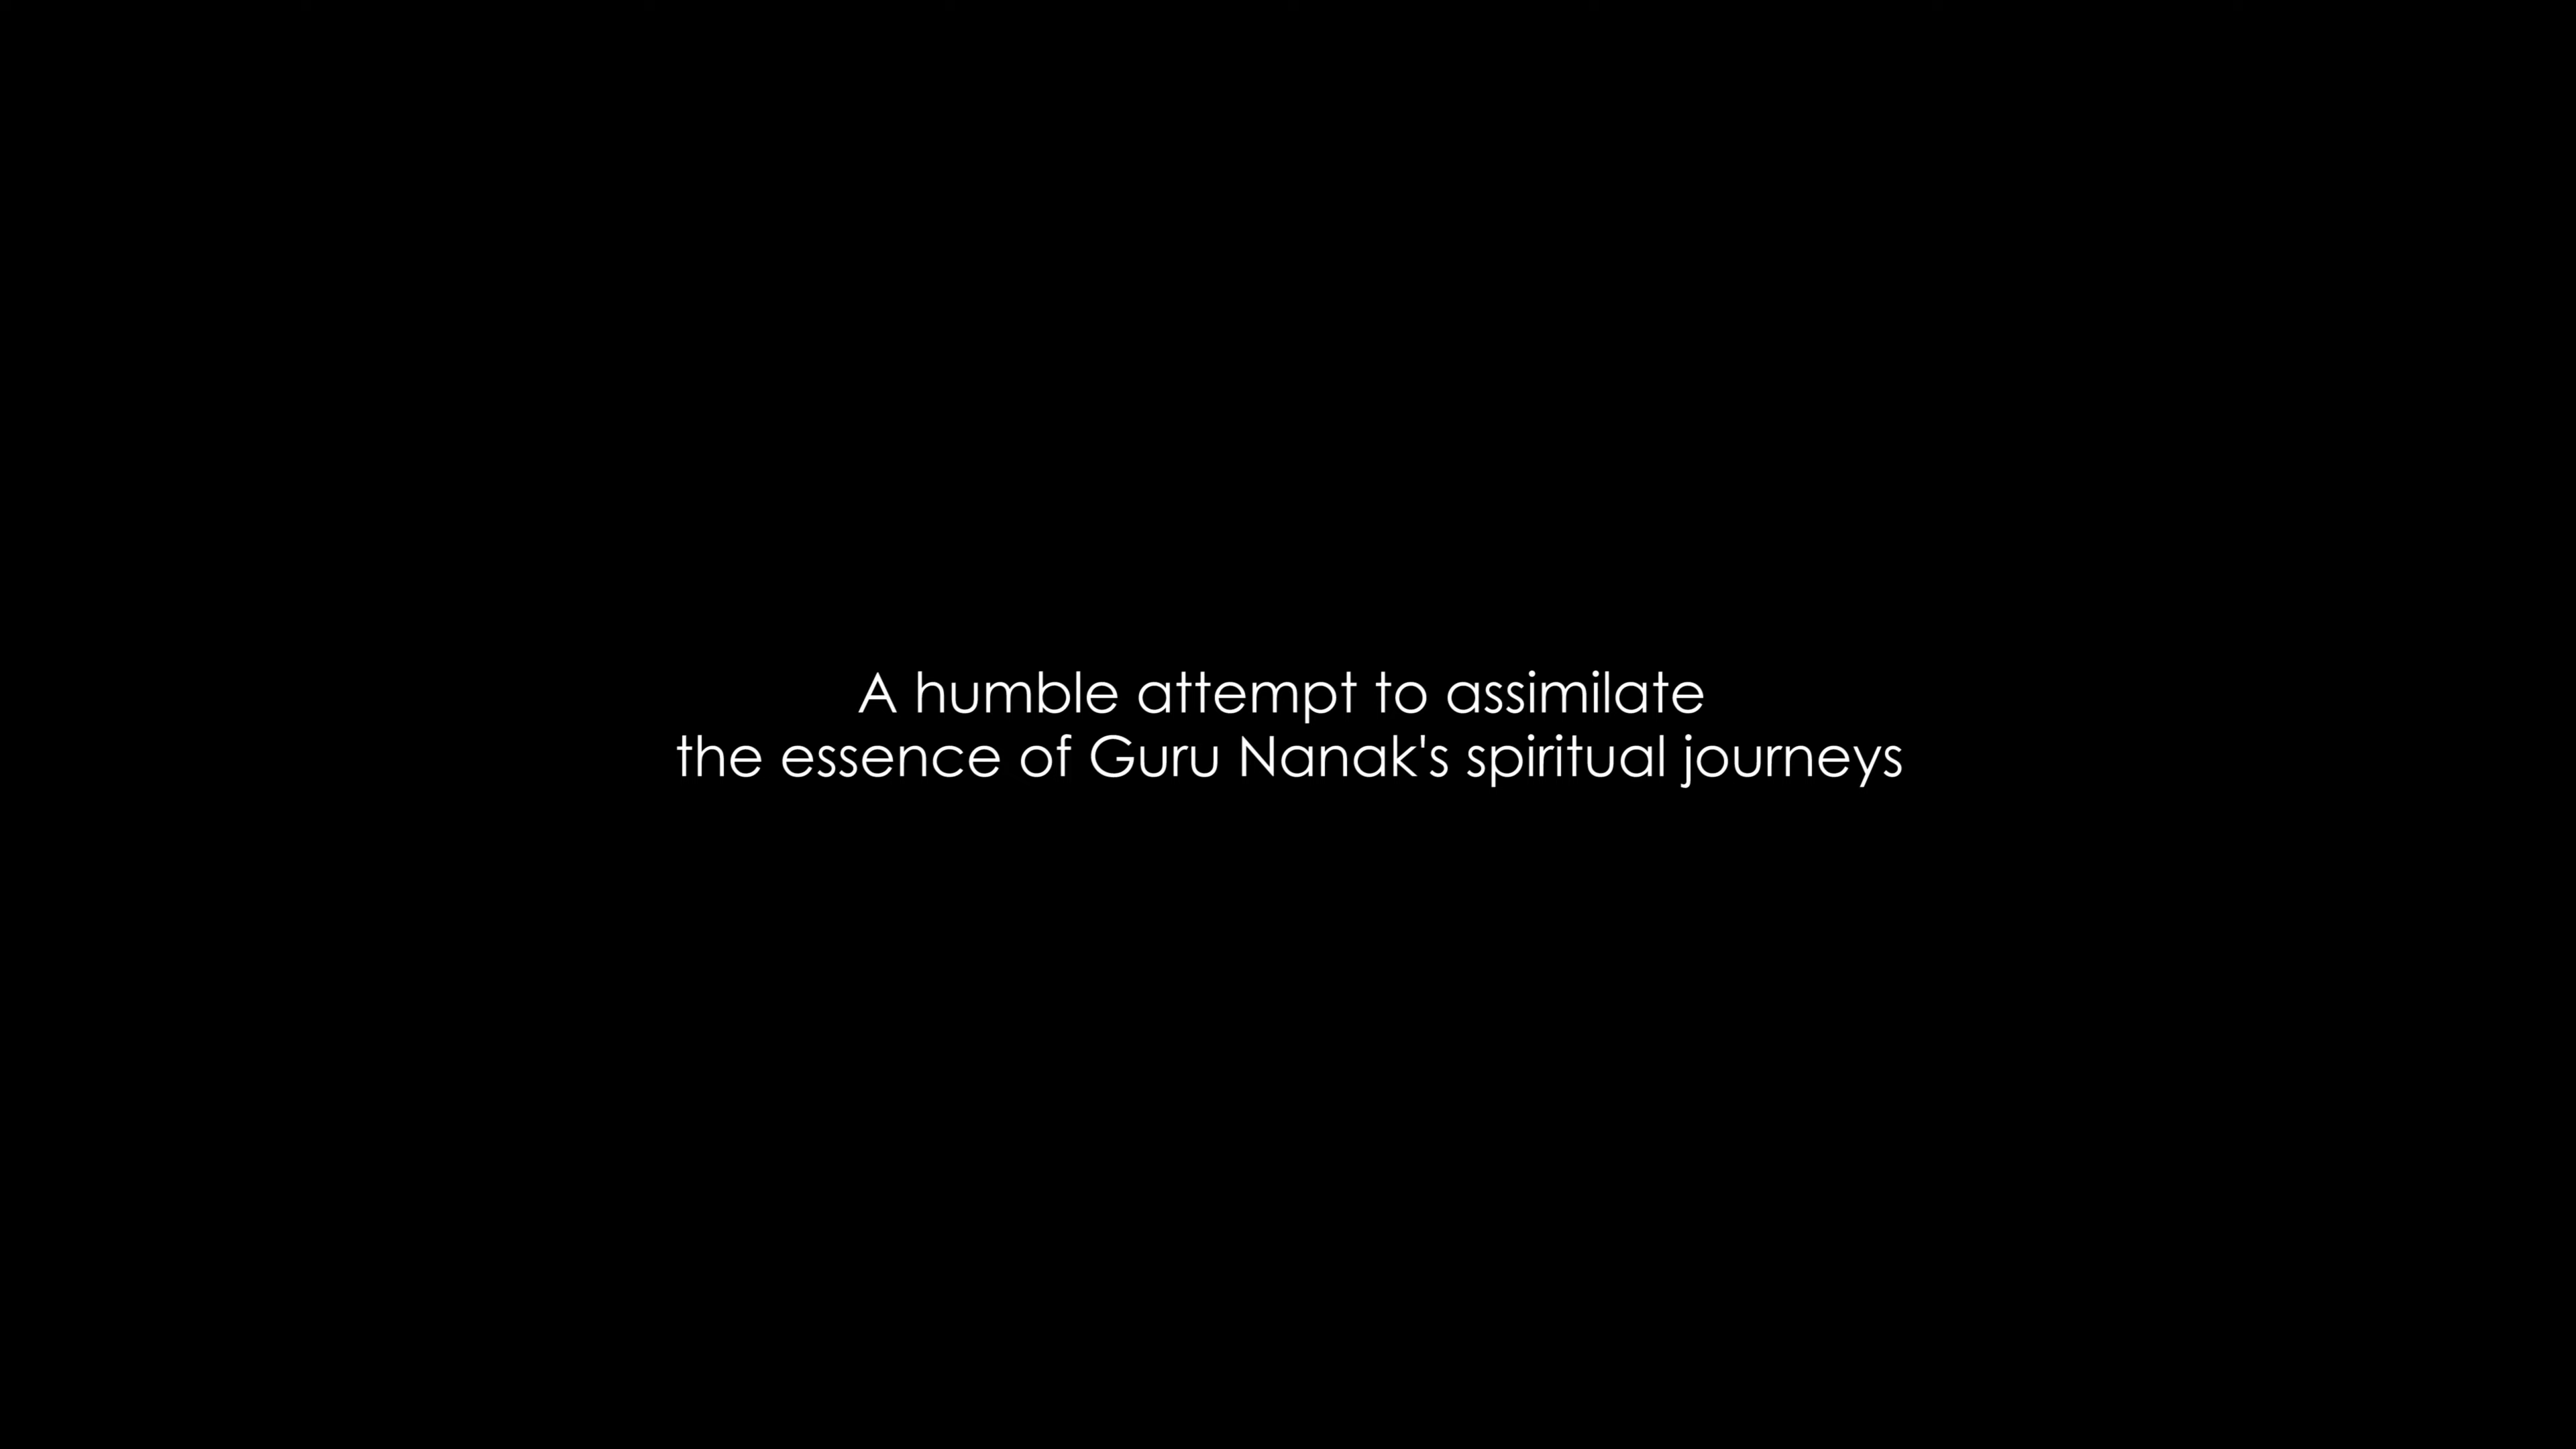 A humble attempt to assimilate
the essence of Guru Nanak's spiritual journeys